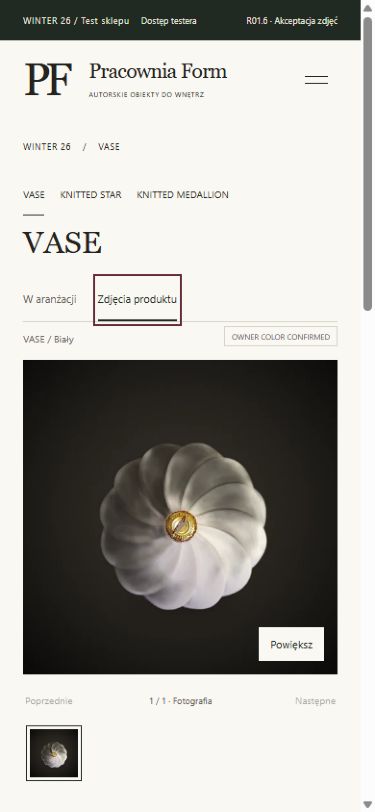 WINTER 26 / Test sklepu Dostęp testera R01.6 · Akceptacja zdjęć
PF Pracownia Form
AUTORSKIE OBIEKTY DO WNĘTRZ
WINTER 26 / VASE
VASE KNITTED STAR KNITTED MEDALLION
VASE
W aranżacji Zdjęcia produktu
VASE / Biały OWNER COLOR CONFIRMED
Powiększ
Poprzednie 1 / 1 · Fotografia Następne